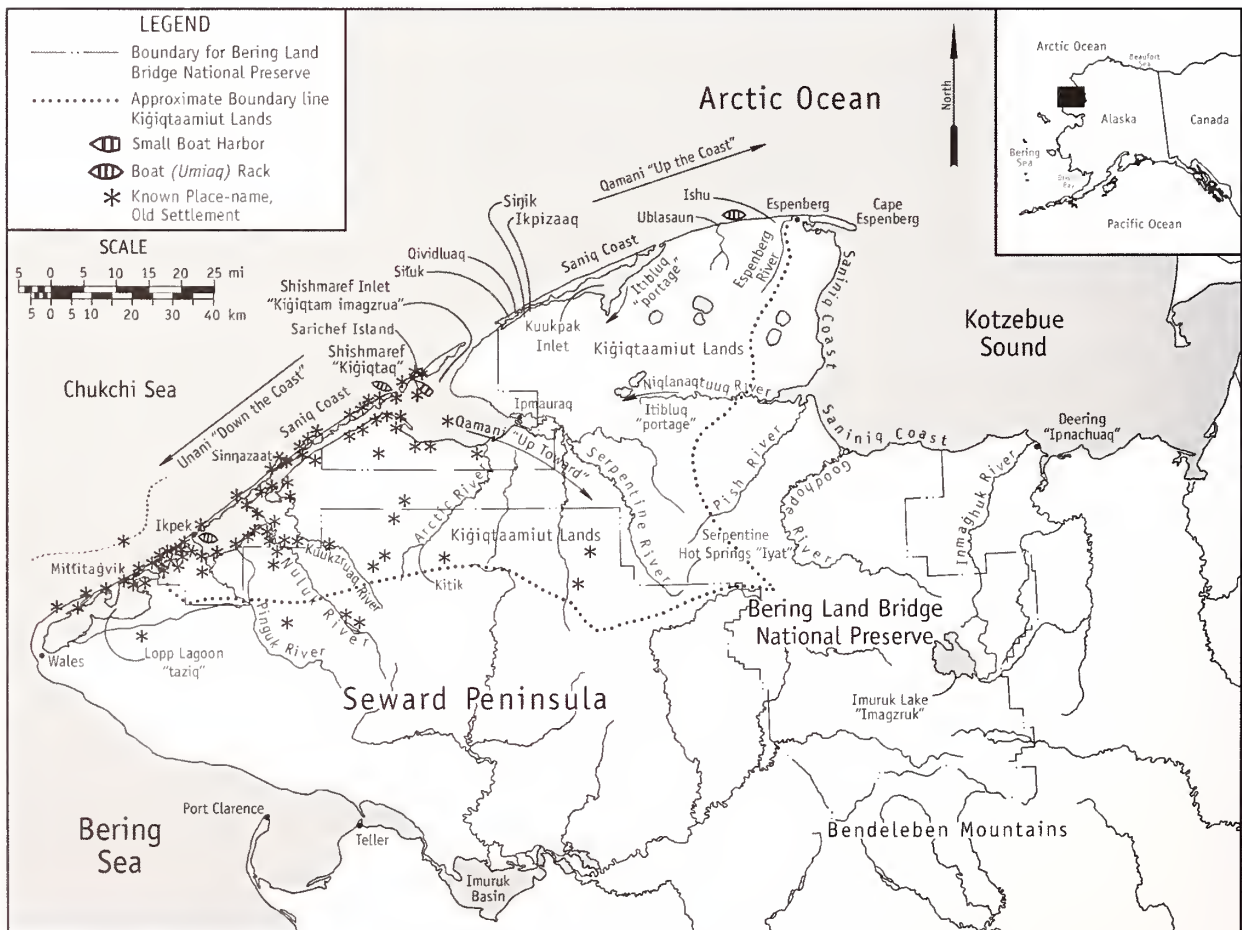 LEGEND
Boundary for Bering Land
Bridge National Preserve
Approximate Boundary line
Kiġiqtaamiut Lands
Small Boat Harbor
Boat (Umiaq) Rack
Known Place-name,
Old Settlement
SCALE
5 0 5 10 15 20 25 mi
5 0 5 10 20 30 40 km
North
Arctic Ocean
Beaufort
Sea
Alaska
Canada
Bering
Sea
Pacific Ocean
Arctic Ocean
Qamani "Up the Coast"
Siŋik
Ikpizaaq
Qividluaq
Ishu
Ublasaun
Espenberg
Cape
Espenberg
Saniq Coast
Itibluq
"portage"
Espenberg
River
Saniniq Coast
Shishmaref Inlet
"Kiġiqtam imagzrua"
Sarichef Island
Shishmaref
"Kiġiqtaq"
Kuukpak
Inlet
Kiġiqtaamiut Lands
Kotzebue
Sound
Chukchi Sea
Unani "Down the Coast"
Saniq Coast
Niqlanaqtuuq River
Itibluq
"portage"
Ipmauraq
Qamani "Up Toward"
Saniniq Coast
Deering
"Ipnachuaq"
Sinŋazaat
Serpentine River
Pish River
Goodhope
River
Inmaghuk River
Arctic River
Ikpek
Kiġiqtaamiut Lands
Serpentine
Hot Springs "Iyat"
Kuukzruaq River
Nuluk River
Kitik
Pinguk River
Bering Land Bridge
National Preserve
Wales
Lopp Lagoon
"taziq"
Seward Peninsula
Imuruk Lake
"Imagzruk"
Port Clarence
Teller
Bering
Sea
Imuruk
Basin
Bendeleben Mountains